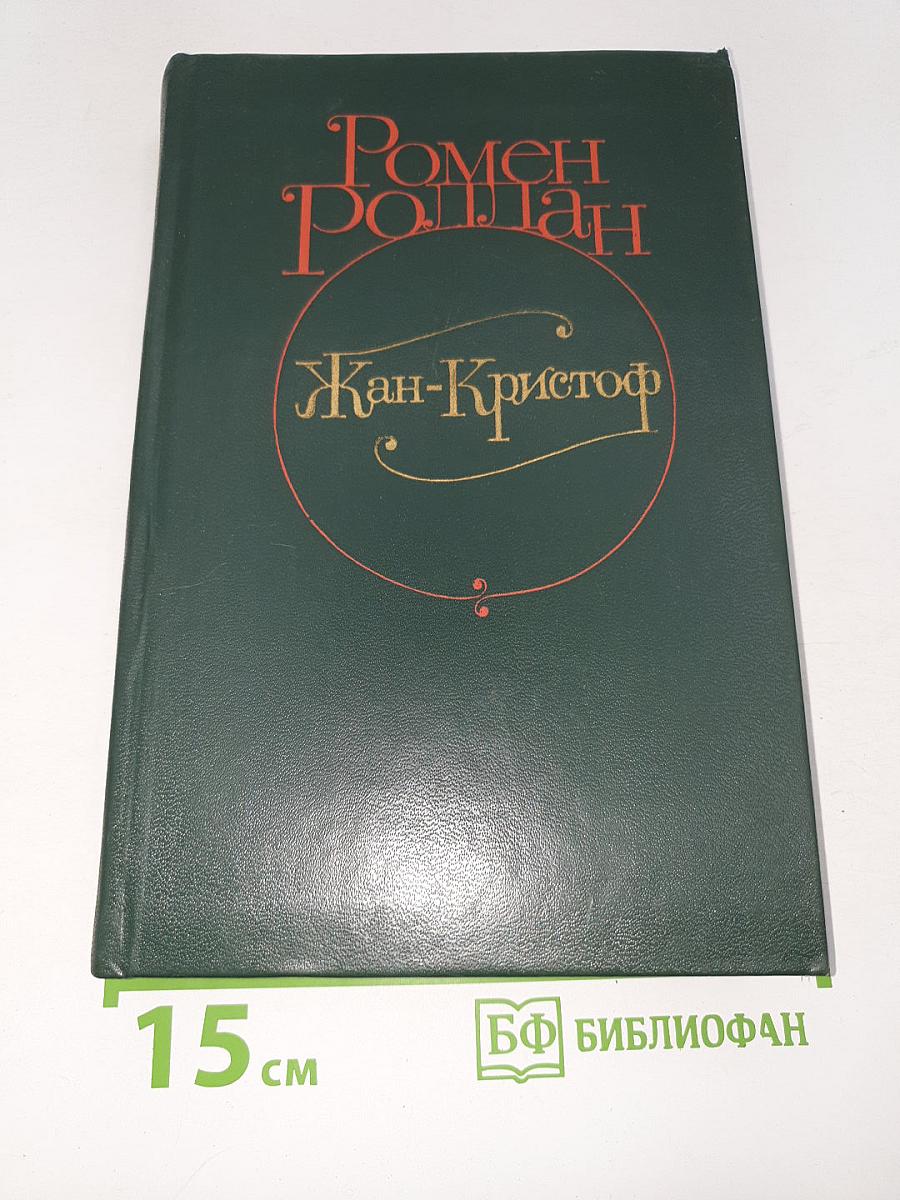 Ромен
Роллан
Жан-Кристоф
15 см
БФ БИБЛИОФАН